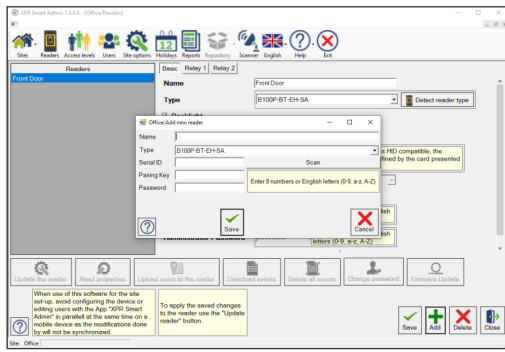 XPR Smart Admin 1.0.6.0 - [Office/Readers]
Sites Readers Access levels Users Site options Holidays Reports Repository Scanner English Help Exit
12
Readers
Front Door
Basic Relay 1 Relay 2
Name Front Door
Type B100P-BT-EH-SA Detect reader type
Office/Add new reader
Name
Type B100P-BT-EH-SA
Serial ID Scan
Pairing Key
Password
Enter 8 numbers or English letters (0-9, a-z, A-Z)
Save Cancel
is HID compatible, the
fined by the card presented
lish
lish
letters (0-9, a-z, A-Z)
Update the reader Read properties Upload users to the reader Download events Delete all events Change password Firmware Update
When use of this software for the site
set-up, avoid configuring the device or
editing users with the App "XPR Smart
Admin" in parallel at the same time on a
mobile device as the modifications done
by will not be synchronized.
To apply the saved changes
to the reader use the "Update
reader" button.
Save Add Delete Close
Site Office